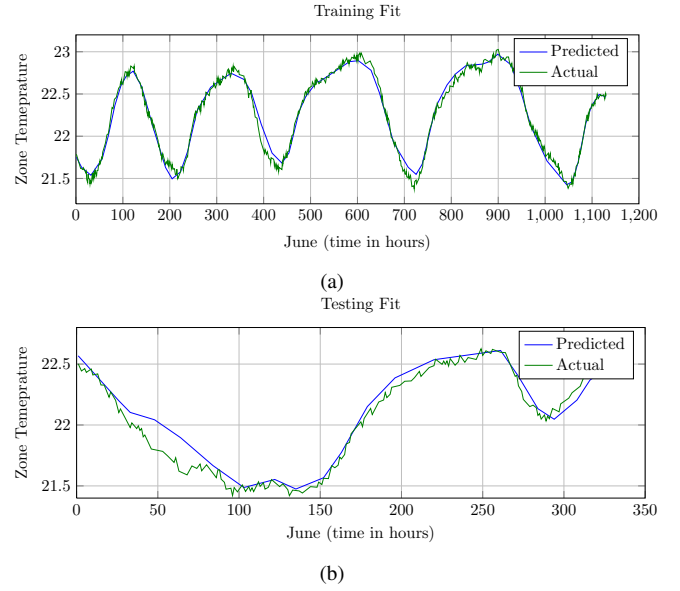 Training Fit
Zone Temeprature
23
22.5
22
21.5
Predicted
Actual
0 100 200 300 400 500 600 700 800 900 1,000 1,100 1,200
June (time in hours)
(a)
Testing Fit
Zone Temeprature
22.5
22
21.5
Predicted
Actual
0 50 100 150 200 250 300 350
June (time in hours)
(b)